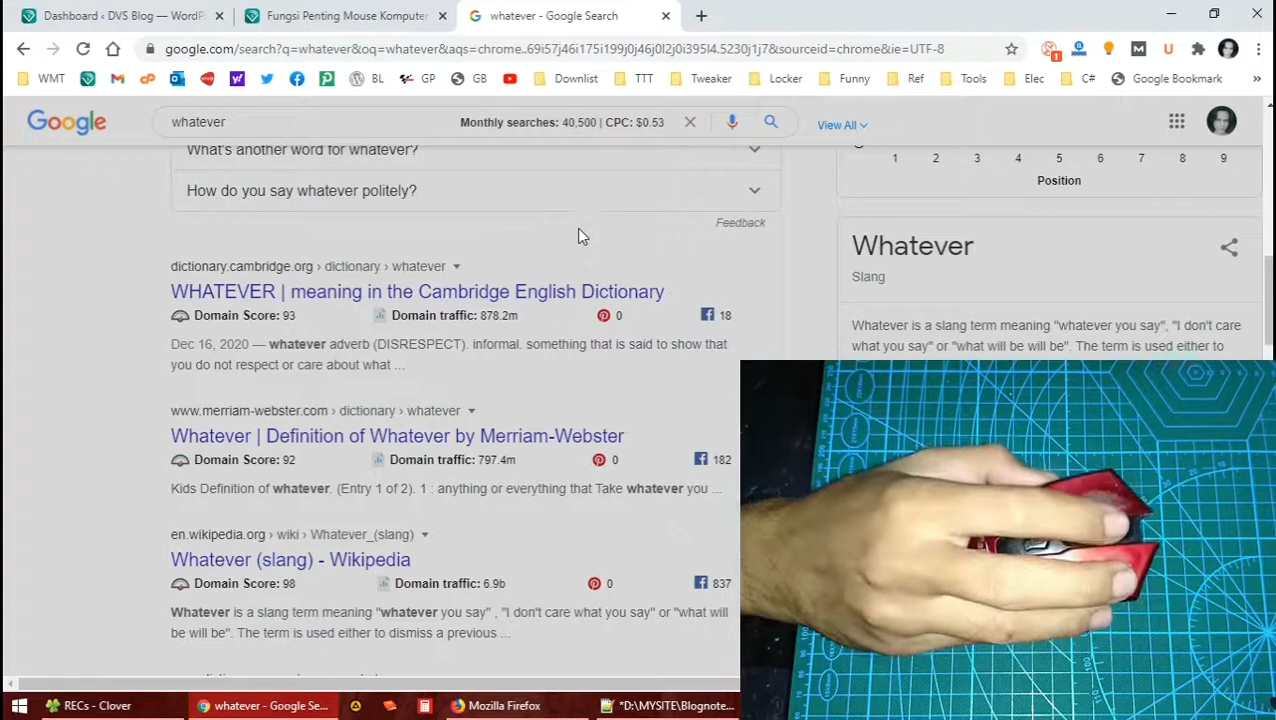 Dashboard ‹ DVS Blog — WordP
Fungsi Penting Mouse Komputer
whatever - Google Search
google.com/search?q=whatever&oq=whatever&aqs=chrome..69i57j46i175i199j0j46j0l2j0i395l4.5230j1j7&sourceid=chrome&ie=UTF-8
WMT
BL
GP
GB
Downlist
TTT
Tweaker
Locker
Funny
Ref
Tools
Elec
C#
Google Bookmark
Google
whatever
Monthly searches: 40,500 | CPC: $0.53
View All
What's another word for whatever?
How do you say whatever politely?
Feedback
1 2 3 4 5 6 7 8 9
Position
Whatever
Slang
Whatever is a slang term meaning "whatever you say", "I don't care
what you say" or "what will be will be". The term is used either to
dictionary.cambridge.org › dictionary › whatever
WHATEVER | meaning in the Cambridge English Dictionary
Domain Score: 93 Domain traffic: 878.2m 0 18
Dec 16, 2020 — whatever adverb (DISRESPECT). informal. something that is said to show that
you do not respect or care about what ...
www.merriam-webster.com › dictionary › whatever
Whatever | Definition of Whatever by Merriam-Webster
Domain Score: 92 Domain traffic: 797.4m 0 182
Kids Definition of whatever. (Entry 1 of 2). 1 : anything or everything that Take whatever you ...
en.wikipedia.org › wiki › Whatever_(slang)
Whatever (slang) - Wikipedia
Domain Score: 98 Domain traffic: 6.9b 0 837
Whatever is a slang term meaning "whatever you say" , "I don't care what you say" or "what will
be will be". The term is used either to dismiss a previous ...
RECs - Clover
whatever - Google Se...
Mozilla Firefox
*D:\MYSITE\Blognote...